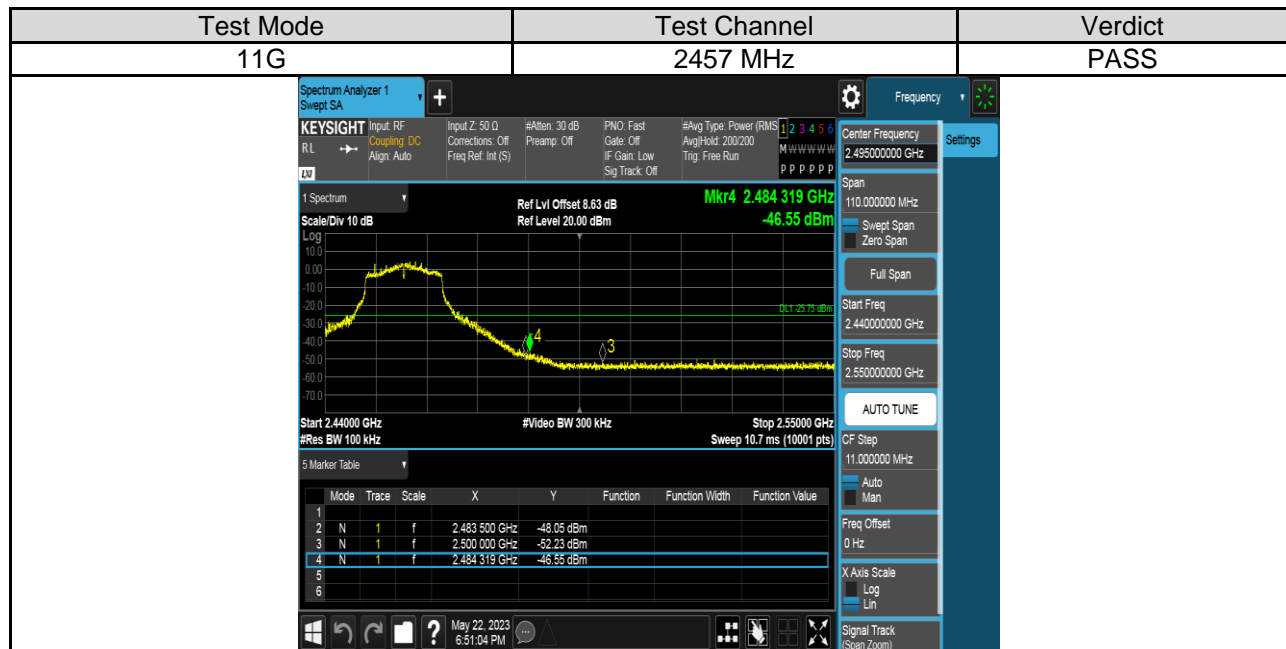 Test Mode Test Channel Verdict
11G 2457 MHz PASS
Spectrum Analyzer 1
Swept SA
+
Frequency
KEYSIGHT Input: RF Input Z: 50 Ω #Atten: 30 dB PNO: Fast #Avg Type: Power (RMS 1 2 3 4 5 6
RL Coupling: DC Corrections: Off Preamp: Off Gate: Off Avg|Hold: 200/200 M W W W W W
Align: Auto Freq Ref: Int (S) IF Gain: Low Trig: Free Run
LXI Sig Track: Off P P P P P P
1 Spectrum
Ref Lvl Offset 8.63 dB Mkr4 2.484 319 GHz
Scale/Div 10 dB Ref Level 20.00 dBm -46.55 dBm
Log
10.0
0.00
-10.0
-20.0
DL1 -25.75 dBm
-30.0
-40.0
4
3
-50.0
-60.0
-70.0
Start 2.44000 GHz #Video BW 300 kHz Stop 2.55000 GHz
#Res BW 100 kHz Sweep 10.7 ms (10001 pts)
5 Marker Table
Mode Trace Scale X Y Function Function Width Function Value
1
2 N 1 f 2.483 500 GHz -48.05 dBm
3 N 1 f 2.500 000 GHz -52.23 dBm
4 N 1 f 2.484 319 GHz -46.55 dBm
5
6
May 22, 2023
6:51:04 PM
?
Center Frequency
2.495000000 GHz
Settings
Span
110.000000 MHz
Swept Span
Zero Span
Full Span
Start Freq
2.440000000 GHz
Stop Freq
2.550000000 GHz
AUTO TUNE
CF Step
11.000000 MHz
Auto
Man
Freq Offset
0 Hz
X Axis Scale
Log
Lin
Signal Track
(Span Zoom)